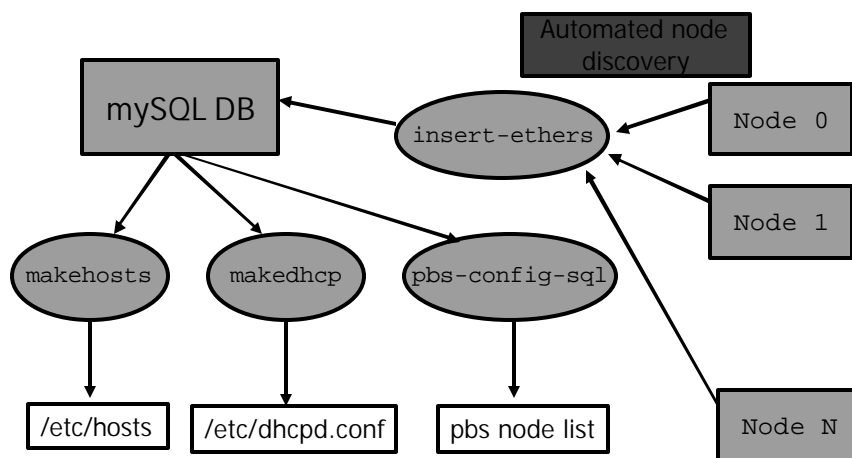 Automated node
discovery
mySQL DB
insert-ethers
Node 0
Node 1
makehosts
makedhcp
pbs-config-sql
/etc/hosts
/etc/dhcpd.conf
pbs node list
Node N